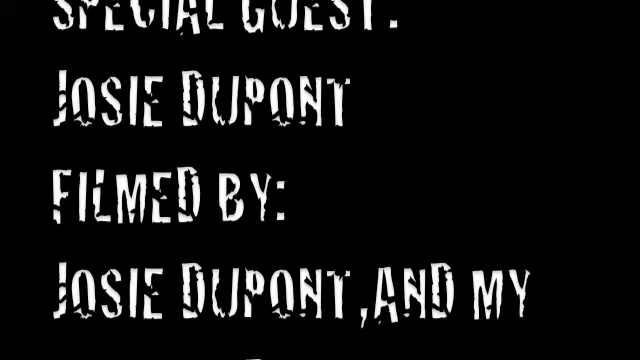 SPECIAL GUEST:
JOSIE DUPONT
FILMED BY:
JOSIE DUPONT,AND MY